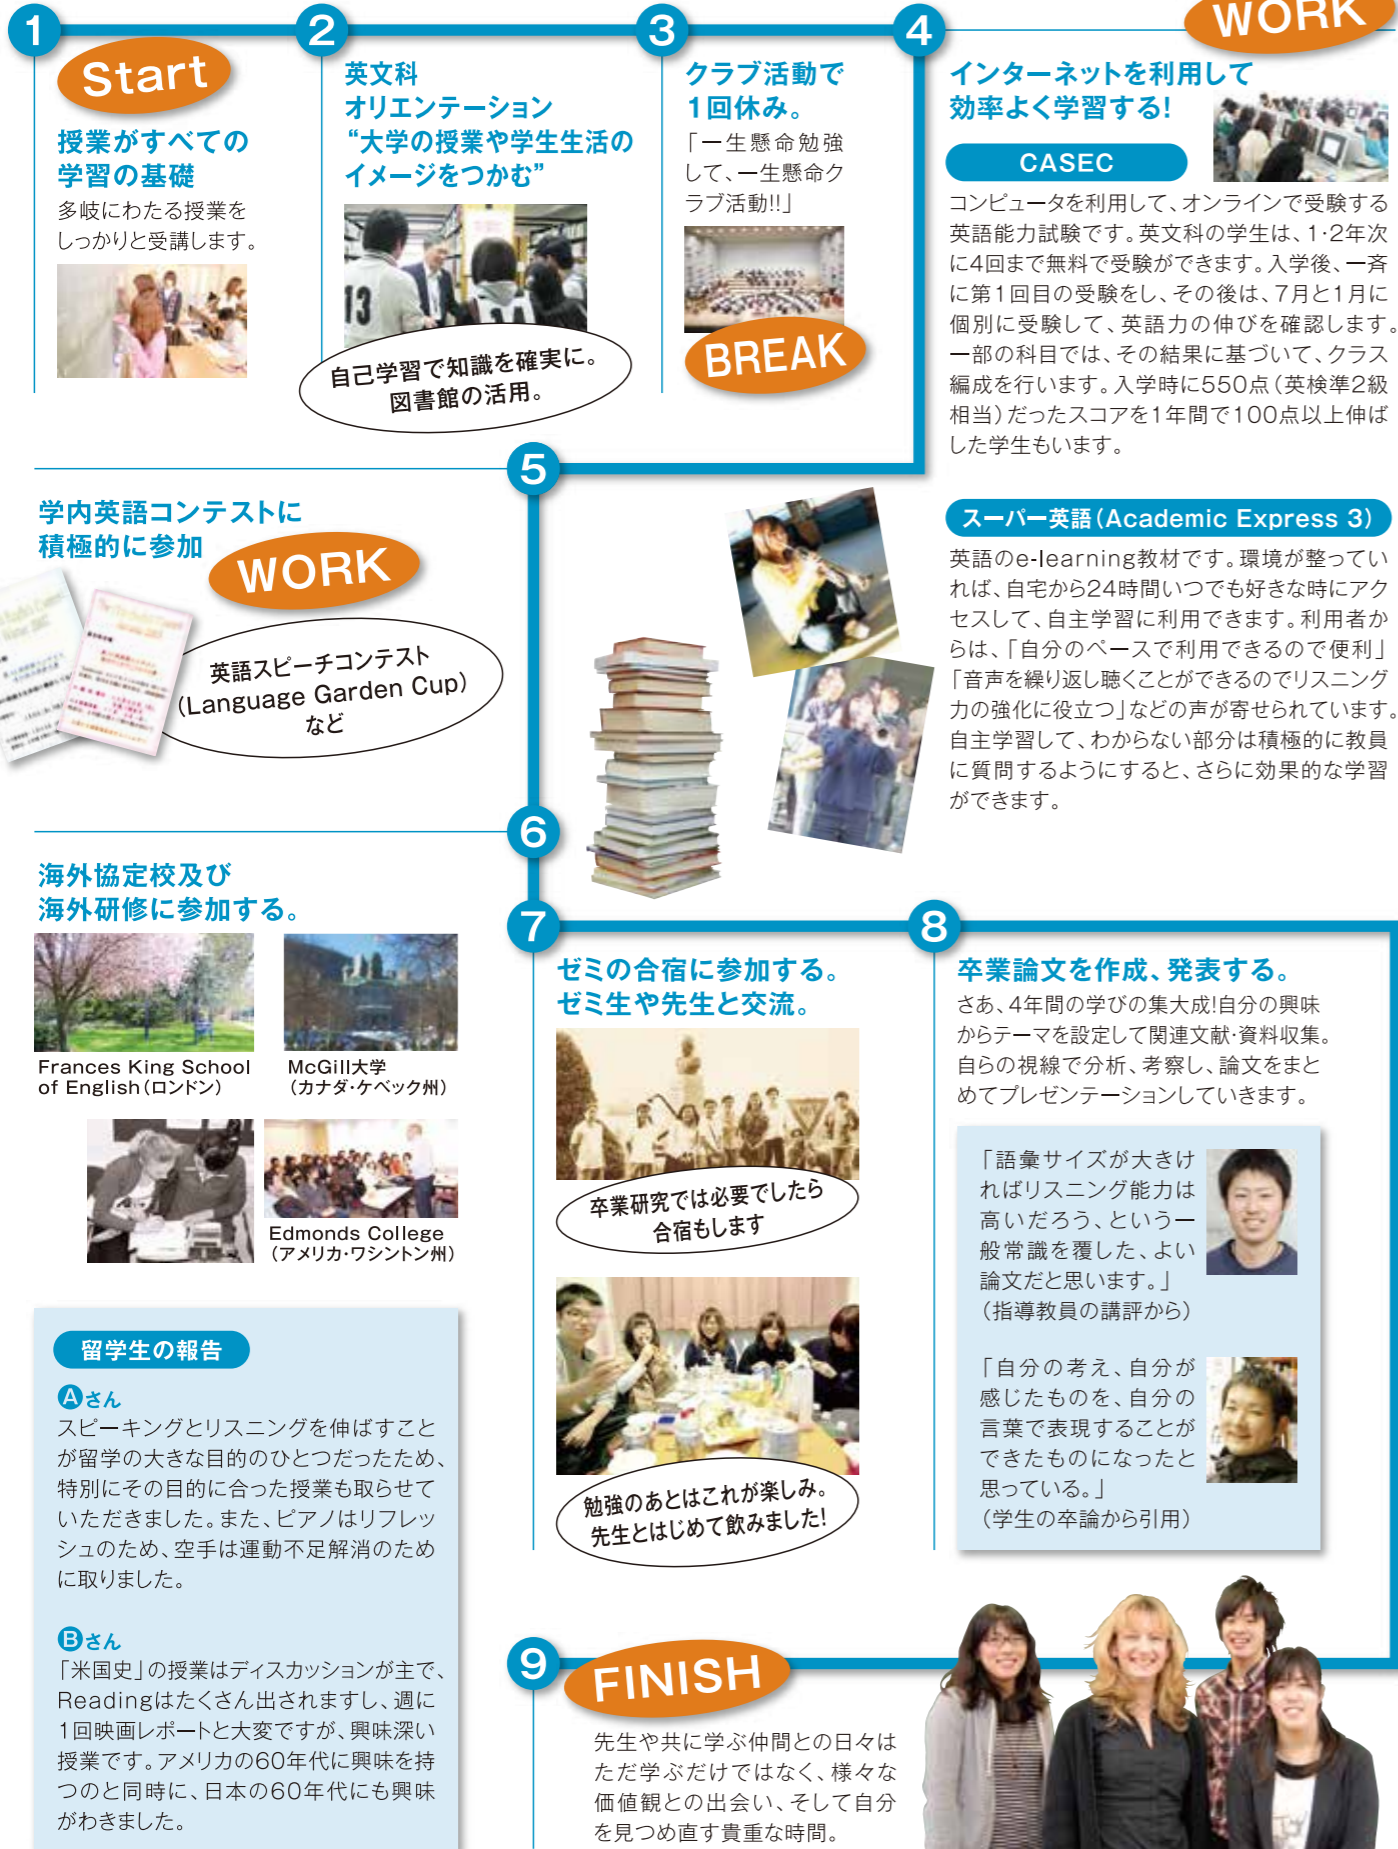 1
Start
授業がすべての
学習の基礎
多岐にわたる授業を
しっかりと受講します。
2
英文科
オリエンテーション
“大学の授業や学生生活の
イメージをつかむ”
13
14
自己学習で知識を確実に。
図書館の活用。
3
クラブ活動で
1回休み。
「一生懸命勉強
して、一生懸命ク
ラブ活動!!」
BREAK
4
WORK
インターネットを利用して
効率よく学習する!
CASEC
コンピュータを利用して、オンラインで受験する
英語能力試験です。英文科の学生は、1・2年次
に4回まで無料で受験ができます。入学後、一斉
に第1回目の受験をし、その後は、7月と1月に
個別に受験して、英語力の伸びを確認します。
一部の科目では、その結果に基づいて、クラス
編成を行います。入学時に550点(英検準2級
相当)だったスコアを1年間で100点以上伸ば
した学生もいます。
スーパー英語(Academic Express 3)
英語のe-learning教材です。環境が整ってい
れば、自宅から24時間いつでも好きな時にアク
セスして、自主学習に利用できます。利用者か
らは、「自分のペースで利用できるので便利」
「音声を繰り返し聴くことができるのでリスニング
力の強化に役立つ」などの声が寄せられています。
自主学習して、わからない部分は積極的に教員
に質問するようにすると、さらに効果的な学習
ができます。
5
学内英語コンテストに
積極的に参加
WORK
英語スピーチコンテスト
(Language Garden Cup)
など
6
海外協定校及び
海外研修に参加する。
Frances King School
of English(ロンドン)
McGill大学
(カナダ・ケベック州)
Edmonds College
(アメリカ・ワシントン州)
留学生の報告
Aさん
スピーキングとリスニングを伸ばすこと
が留学の大きな目的のひとつだったため、
特別にその目的に合った授業も取らせて
いただきました。また、ピアノはリフレッ
シュのため、空手は運動不足解消のため
に取りました。
Bさん
「米国史」の授業はディスカッションが主で、
Readingはたくさん出されますし、週に
1回映画レポートと大変ですが、興味深い
授業です。アメリカの60年代に興味を持
つのと同時に、日本の60年代にも興味
がわきました。
7
ゼミの合宿に参加する。
ゼミ生や先生と交流。
卒業研究では必要でしたら
合宿もします
勉強のあとはこれが楽しみ。
先生とはじめて飲みました!
8
卒業論文を作成、発表する。
さあ、4年間の学びの集大成!自分の興味
からテーマを設定して関連文献・資料収集。
自らの視線で分析、考察し、論文をまと
めてプレゼンテーションしていきます。
「語彙サイズが大きけ
ればリスニング能力は
高いだろう、という一
般常識を覆した、よい
論文だと思います。」
(指導教員の講評から)
「自分の考え、自分が
感じたものを、自分の
言葉で表現することが
できたものになったと
思っている。」
(学生の卒論から引用)
9
FINISH
先生や共に学ぶ仲間との日々は
ただ学ぶだけではなく、様々な
価値観との出会い、そして自分
を見つめ直す貴重な時間。